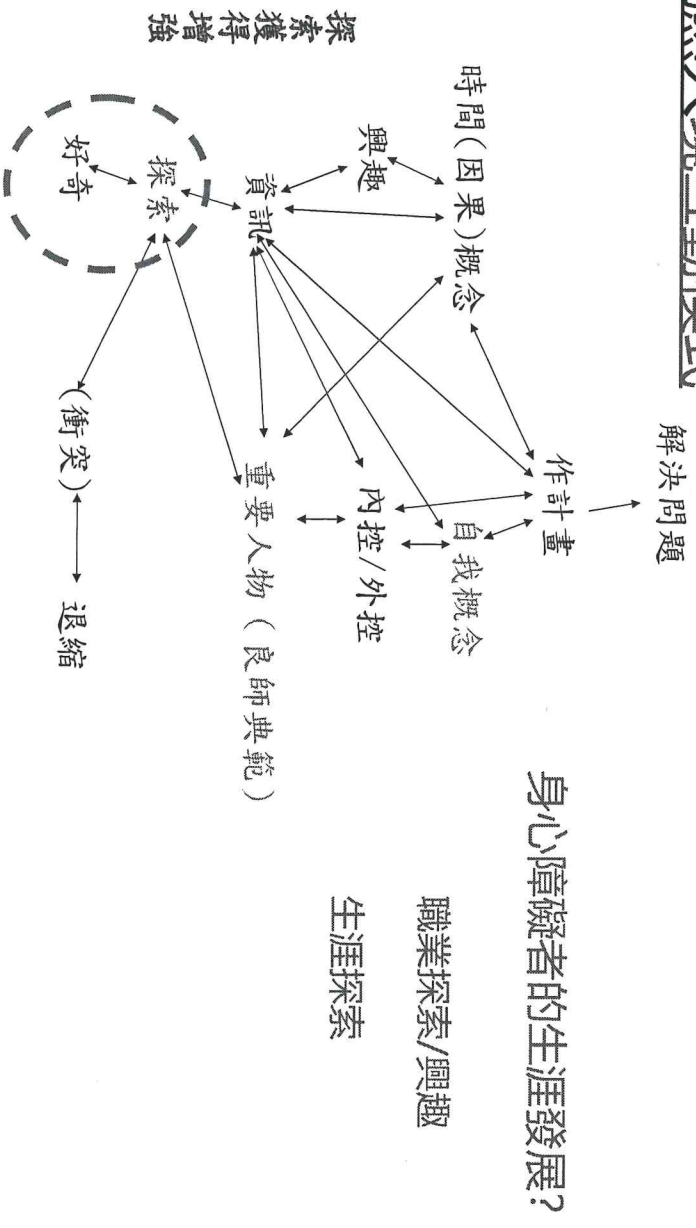 解決問題
作計畫
時間(因果)概念
自我概念
興趣
內控/外控
資訊
重要人物(良師典範)
探索
好奇
(衝突)
退縮
探索獲得增強
身心障礙者的生涯發展?
職業探索/興趣
生涯探索